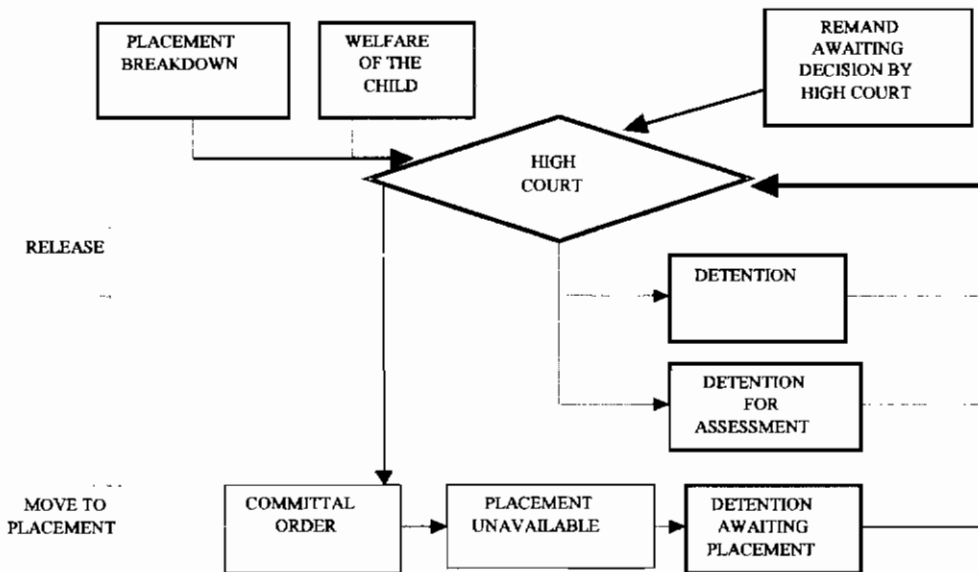 PLACEMENT
BREAKDOWN
WELFARE
OF THE
CHILD
REMAND
AWAITING
DECISION BY
HIGH COURT
HIGH
COURT
RELEASE
DETENTION
DETENTION
FOR
ASSESSMENT
MOVE TO
PLACEMENT
COMMITTAL
ORDER
PLACEMENT
UNAVAILABLE
DETENTION
AWAITING
PLACEMENT